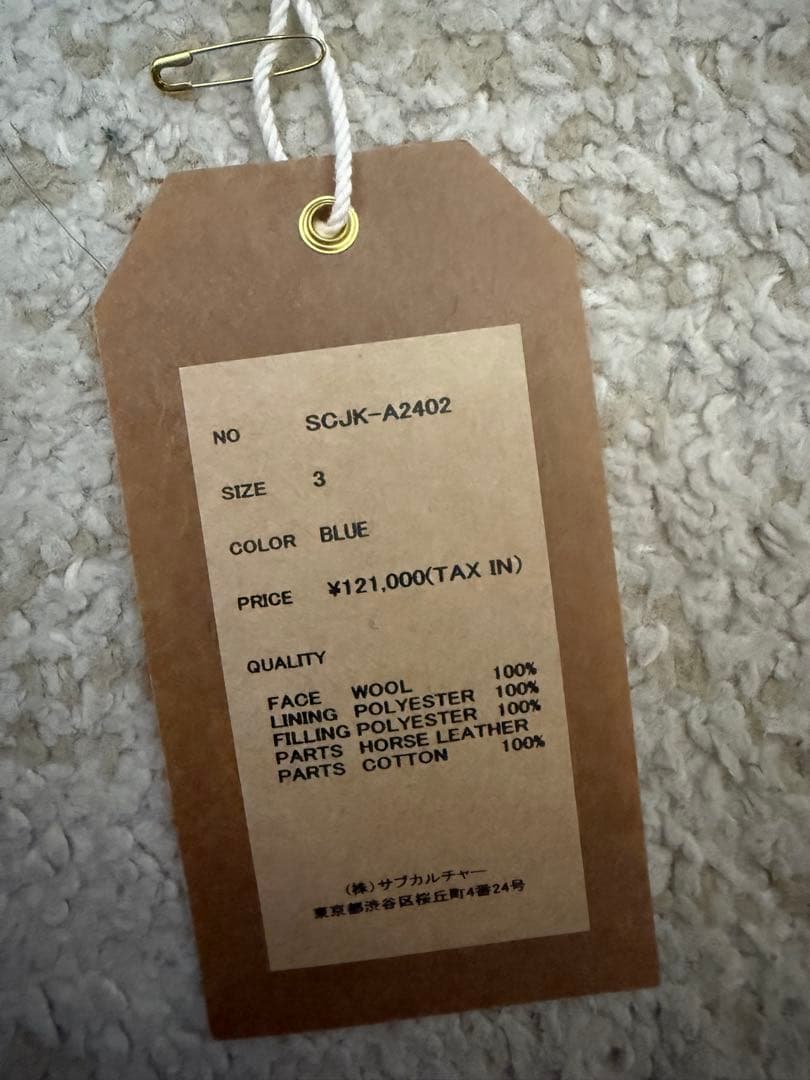 NO SCJK-A2402
SIZE 3
COLOR BLUE
PRICE ¥121,000(TAX IN)
QUALITY
FACE WOOL 100%
LINING POLYESTER 100%
FILLING POLYESTER 100%
PARTS HORSE LEATHER
PARTS COTTON 100%
(株)サブカルチャー
東京都渋谷区桜丘町4番24号